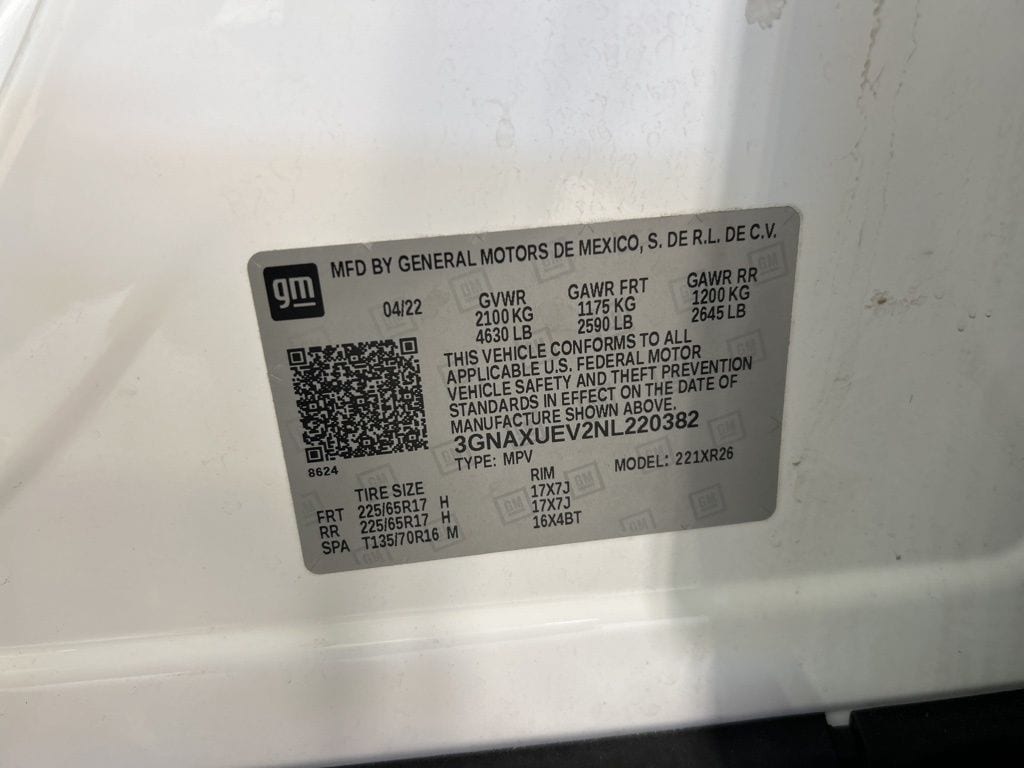 gm
MFD BY GENERAL MOTORS DE MEXICO, S. DE R.L. DE C.V.
04/22 GVWR GAWR FRT GAWR RR
2100 KG 1175 KG 1200 KG
4630 LB 2590 LB 2645 LB
THIS VEHICLE CONFORMS TO ALL
APPLICABLE U.S. FEDERAL MOTOR
VEHICLE SAFETY AND THEFT PREVENTION
STANDARDS IN EFFECT ON THE DATE OF
MANUFACTURE SHOWN ABOVE.
3GNAXUEV2NL220382
8624
TYPE: MPV MODEL: 221XR26
TIRE SIZE RIM
FRT 225/65R17 H 17X7J
RR 225/65R17 H 17X7J
SPA T135/70R16 M 16X4BT